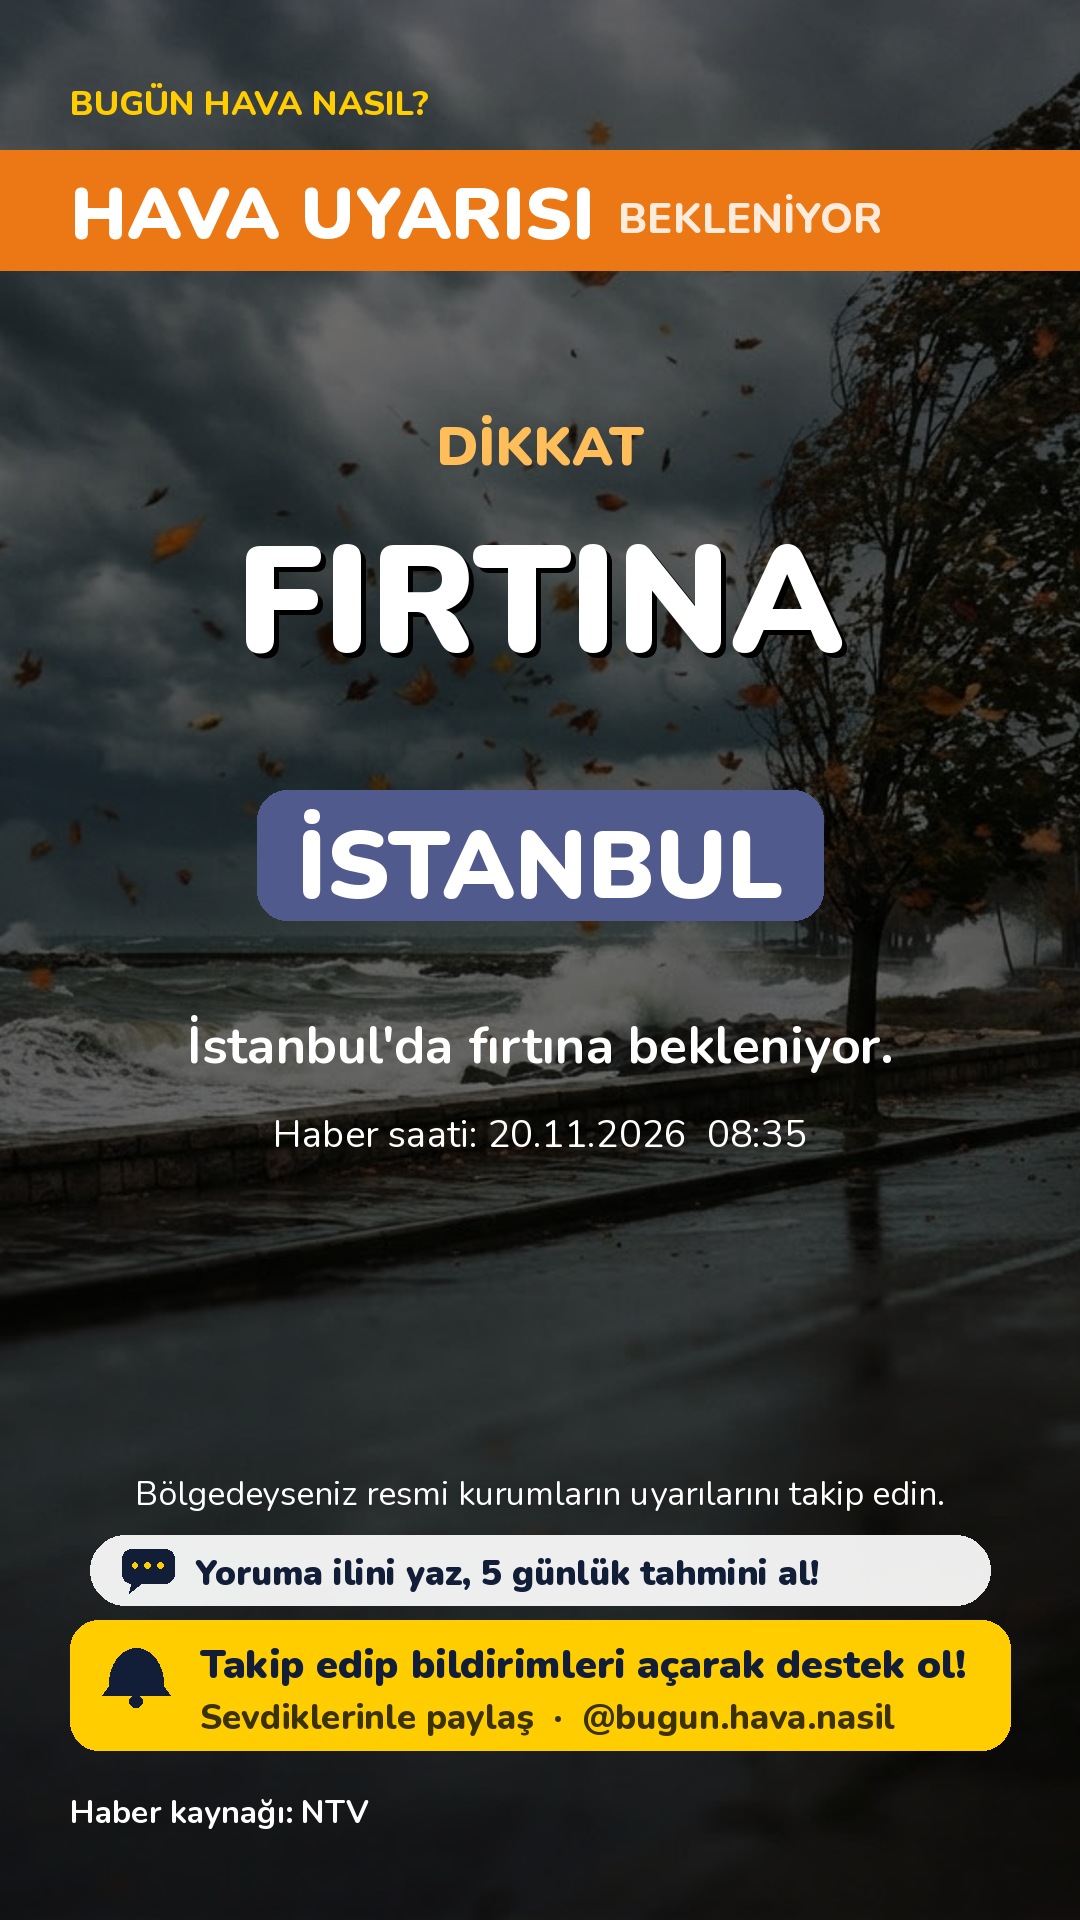 BUGÜN HAVA NASIL?
HAVA UYARISI BEKLENİYOR
DİKKAT
FIRTINA
İSTANBUL
İstanbul'da fırtına bekleniyor.
Haber saati: 20.11.2026 08:35
Bölgedeyseniz resmi kurumların uyarılarını takip edin.
Yoruma ilini yaz, 5 günlük tahmini al!
Takip edip bildirimleri açarak destek ol!
Sevdiklerinle paylaş · @bugun.hava.nasil
Haber kaynağı: NTV